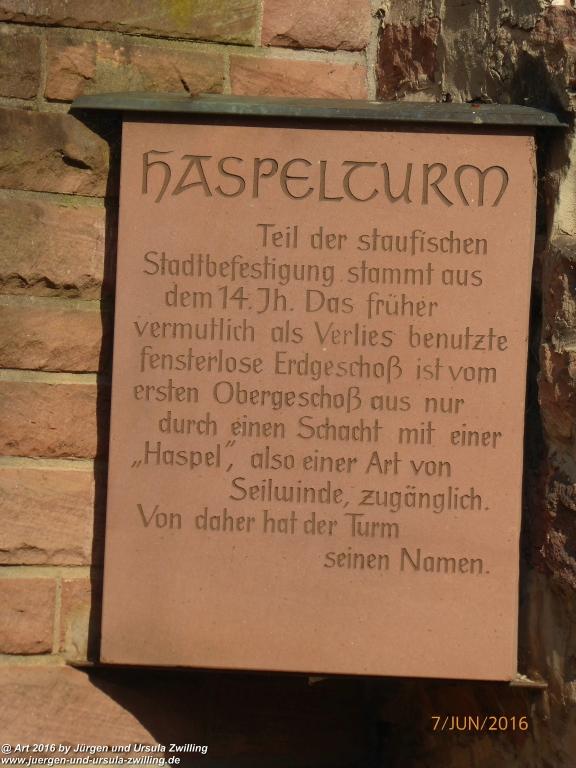 HASPELTURM
Teil der staufischen
Stadtbefestigung stammt aus
dem 14. Jh. Das früher
vermutlich als Verlies benutzte
fensterlose Erdgeschoß ist vom
ersten Obergeschoß aus nur
durch einen Schacht mit einer
„Haspel“, also einer Art von
Seilwinde, zugänglich.
Von daher hat der Turm
seinen Namen.
7/JUN/2016
@ Art 2016 by Jürgen und Ursula Zwilling
www.juergen-und-ursula-zwilling.de